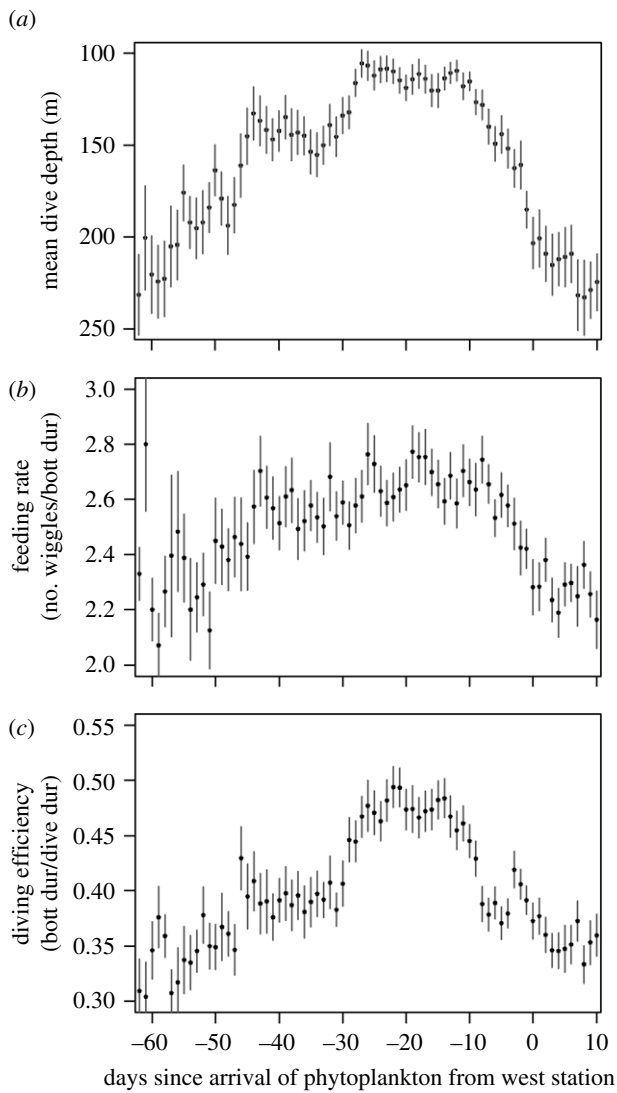 (a)
mean dive depth (m)
100
150
200
250
(b)
feeding rate
(no. wiggles/bott dur)
3.0
2.8
2.6
2.4
2.2
2.0
(c)
diving efficiency
(bott dur/dive dur)
0.55
0.50
0.45
0.40
0.35
0.30
–60 –50 –40 –30 –20 –10 0 10
days since arrival of phytoplankton from west station